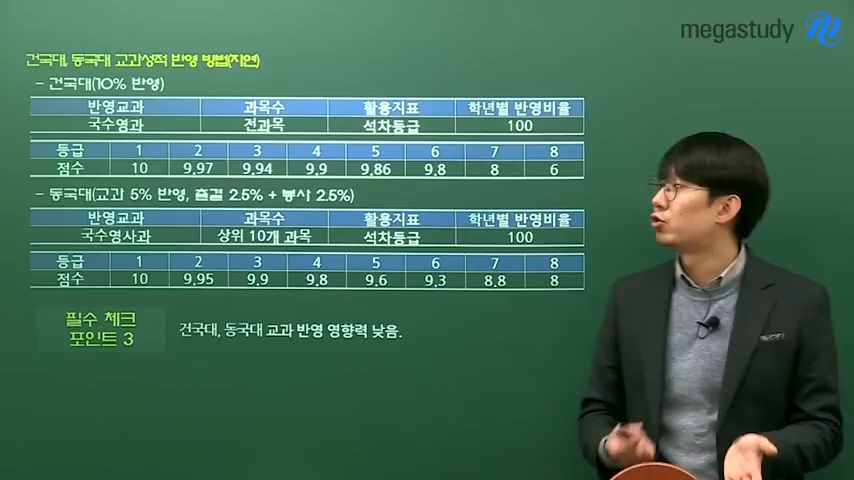 megastudy
건국대, 동국대 교과성적 반영 방법(자연)
- 건국대(10% 반영)
반영교과 과목수 활용지표 학년별 반영비율
국수영과 전과목 석차등급 100
등급 1 2 3 4 5 6 7 8
점수 10 9.97 9.94 9.9 9.86 9.8 8 6
- 동국대(교과 5% 반영, 출결 2.5% + 봉사 2.5%)
반영교과 과목수 활용지표 학년별 반영비율
국수영사과 상위 10개 과목 석차등급 100
등급 1 2 3 4 5 6 7 8
점수 10 9.95 9.9 9.8 9.6 9.3 8.8 8
필수 체크
포인트 3
건국대, 동국대 교과 반영 영향력 낮음.